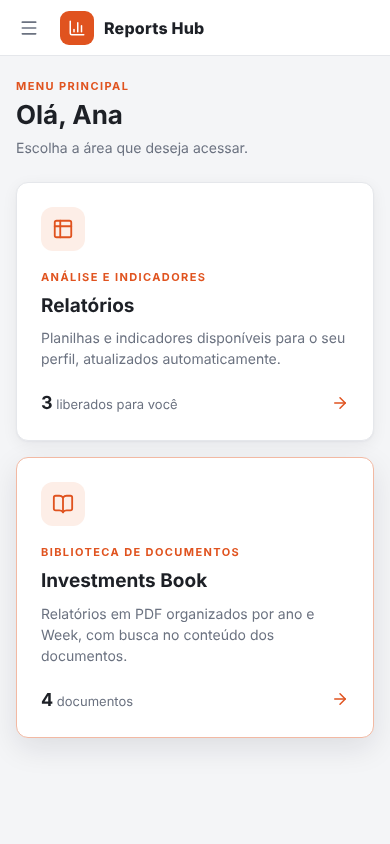 Reports Hub
MENU PRINCIPAL
Olá, Ana
Escolha a área que deseja acessar.
ANÁLISE E INDICADORES
Relatórios
Planilhas e indicadores disponíveis para o seu
perfil, atualizados automaticamente.
3 liberados para você
BIBLIOTECA DE DOCUMENTOS
Investments Book
Relatórios em PDF organizados por ano e
Week, com busca no conteúdo dos
documentos.
4 documentos